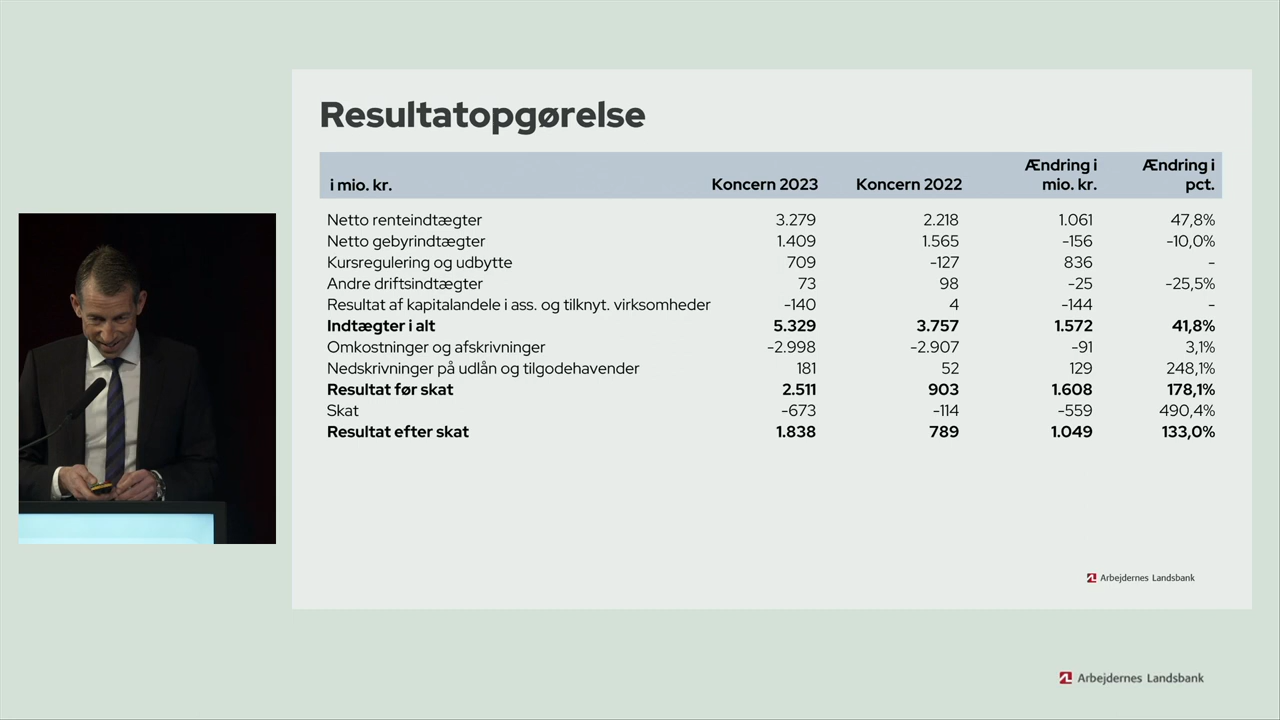 Resultatopgørelse
i mio. kr. Koncern 2023 Koncern 2022 Ændring i mio. kr. Ændring i pct.
Netto renteindtægter 3.279 2.218 1.061 47,8%
Netto gebyrindtægter 1.409 1.565 -156 -10,0%
Kursregulering og udbytte 709 -127 836 -
Andre driftsindtægter 73 98 -25 -25,5%
Resultat af kapitalandele i ass. og tilknyt. virksomheder -140 4 -144 -
Indtægter i alt 5.329 3.757 1.572 41,8%
Omkostninger og afskrivninger -2.998 -2.907 -91 3,1%
Nedskrivninger på udlån og tilgodehavender 181 52 129 248,1%
Resultat før skat 2.511 903 1.608 178,1%
Skat -673 -114 -559 490,4%
Resultat efter skat 1.838 789 1.049 133,0%
Arbejdernes Landsbank
Arbejdernes Landsbank